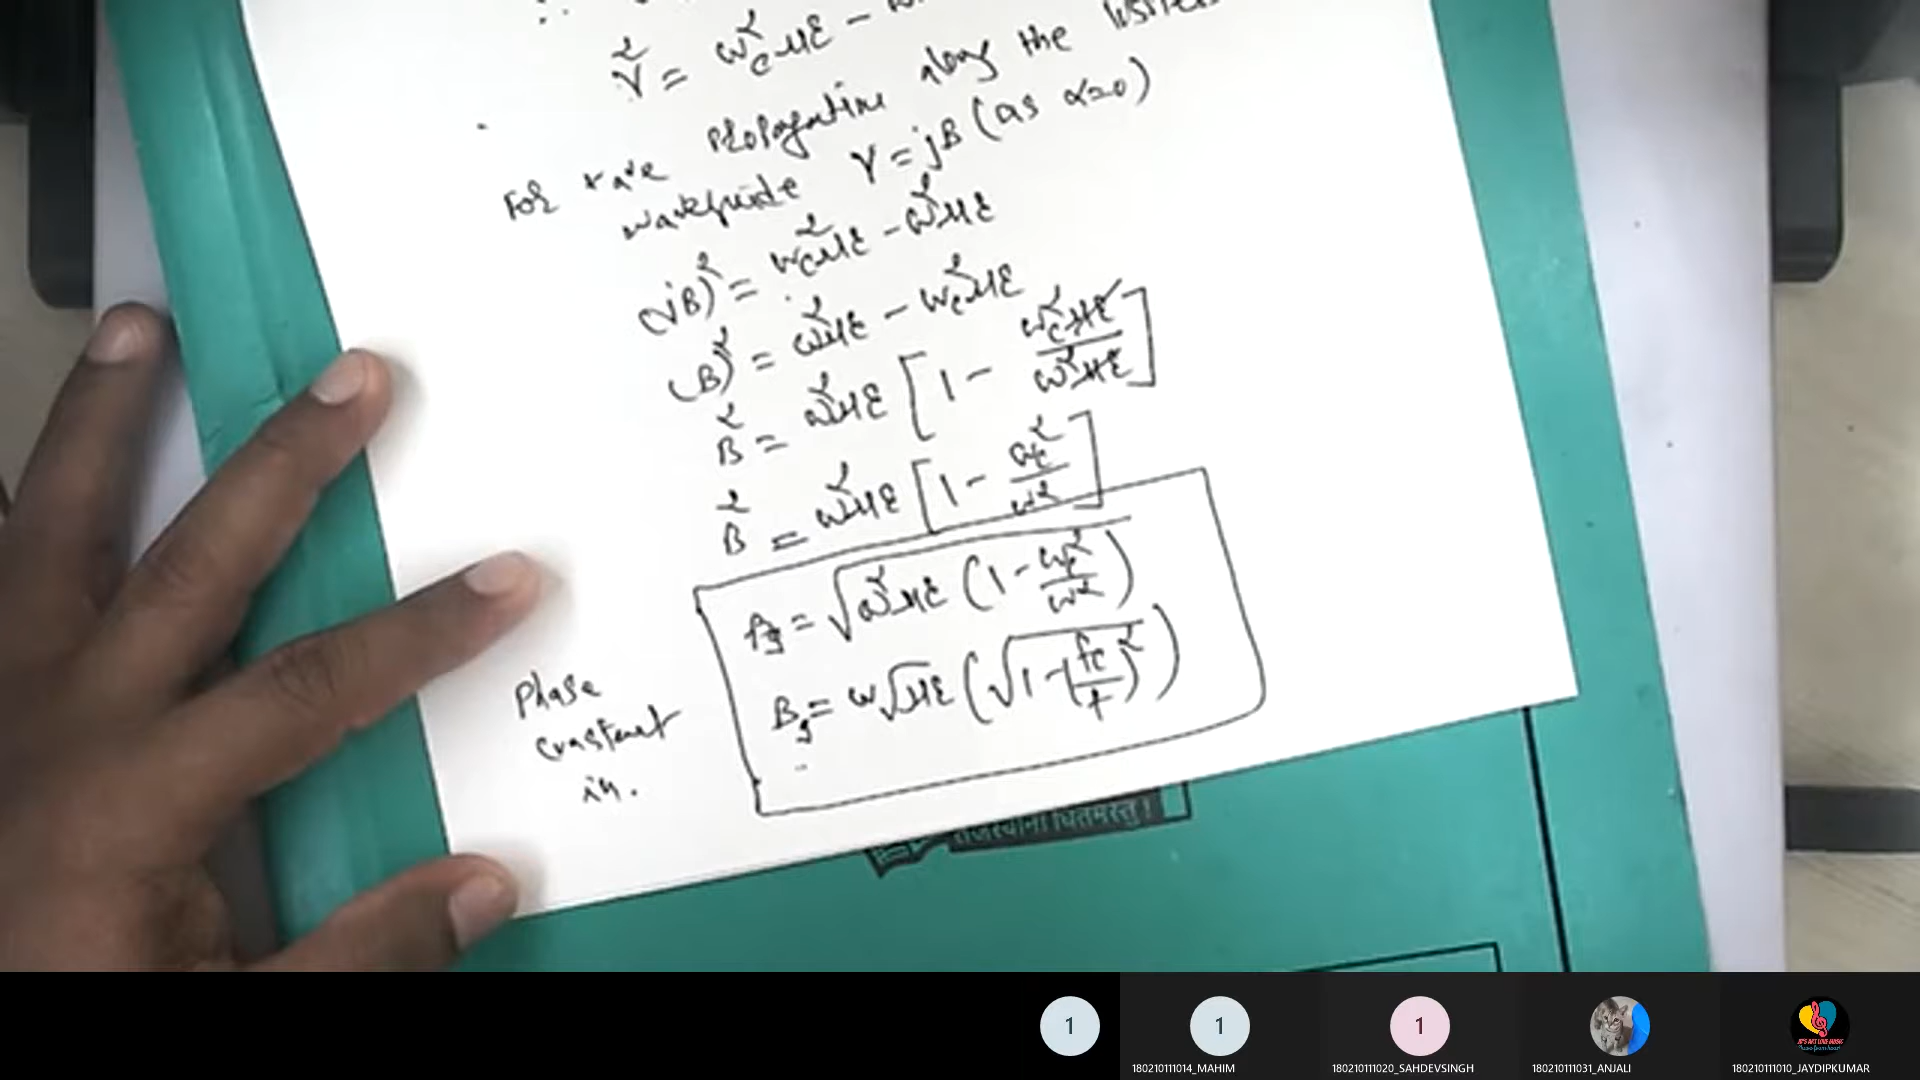 γ² = ωc²με −
For wave propagation along the
waveguide γ = jβ (as α=0)
(jβ)² = ωc²με − ω²με
(β)² = ω²με − ωc²με
β² = ω²με [1 − ωc²με/ω²με]
β² = ω²με [1 − ωc²/ω²]
βg = √ω²με (1 − ωc²/ω²)
Phase constant is. βg = ω√με (√1−(fc/f)²)
1
1
1
180210111014_MAHIM
180210111020_SAHDEVSINGH
180210111031_ANJALI
180210111010_JAYDIPKUMAR